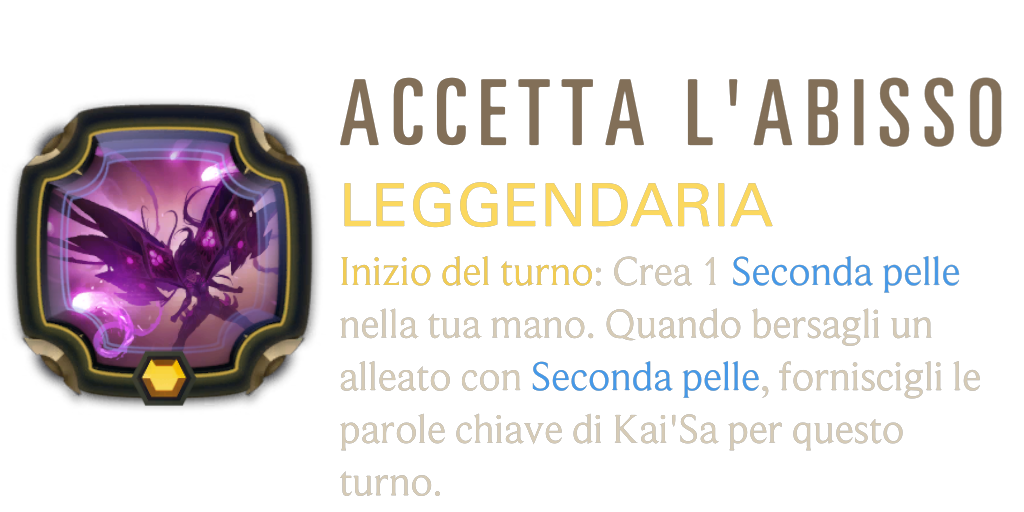 ACCETTA L'ABISSO
LEGGENDARIA
Inizio del turno: Crea 1 Seconda pelle
nella tua mano. Quando bersagli un
alleato con Seconda pelle, forniscigli le
parole chiave di Kai'Sa per questo
turno.